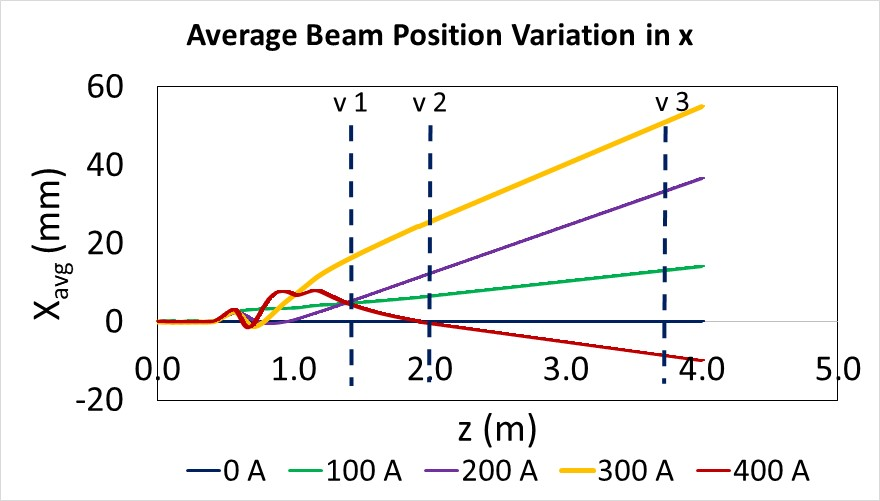 Average Beam Position Variation in x
60
v 1 v 2 v 3
40
20
0
0.0 1.0 2.0 3.0 4.0 5.0
-20
Xavg (mm)
z (m)
0 A 100 A 200 A 300 A 400 A